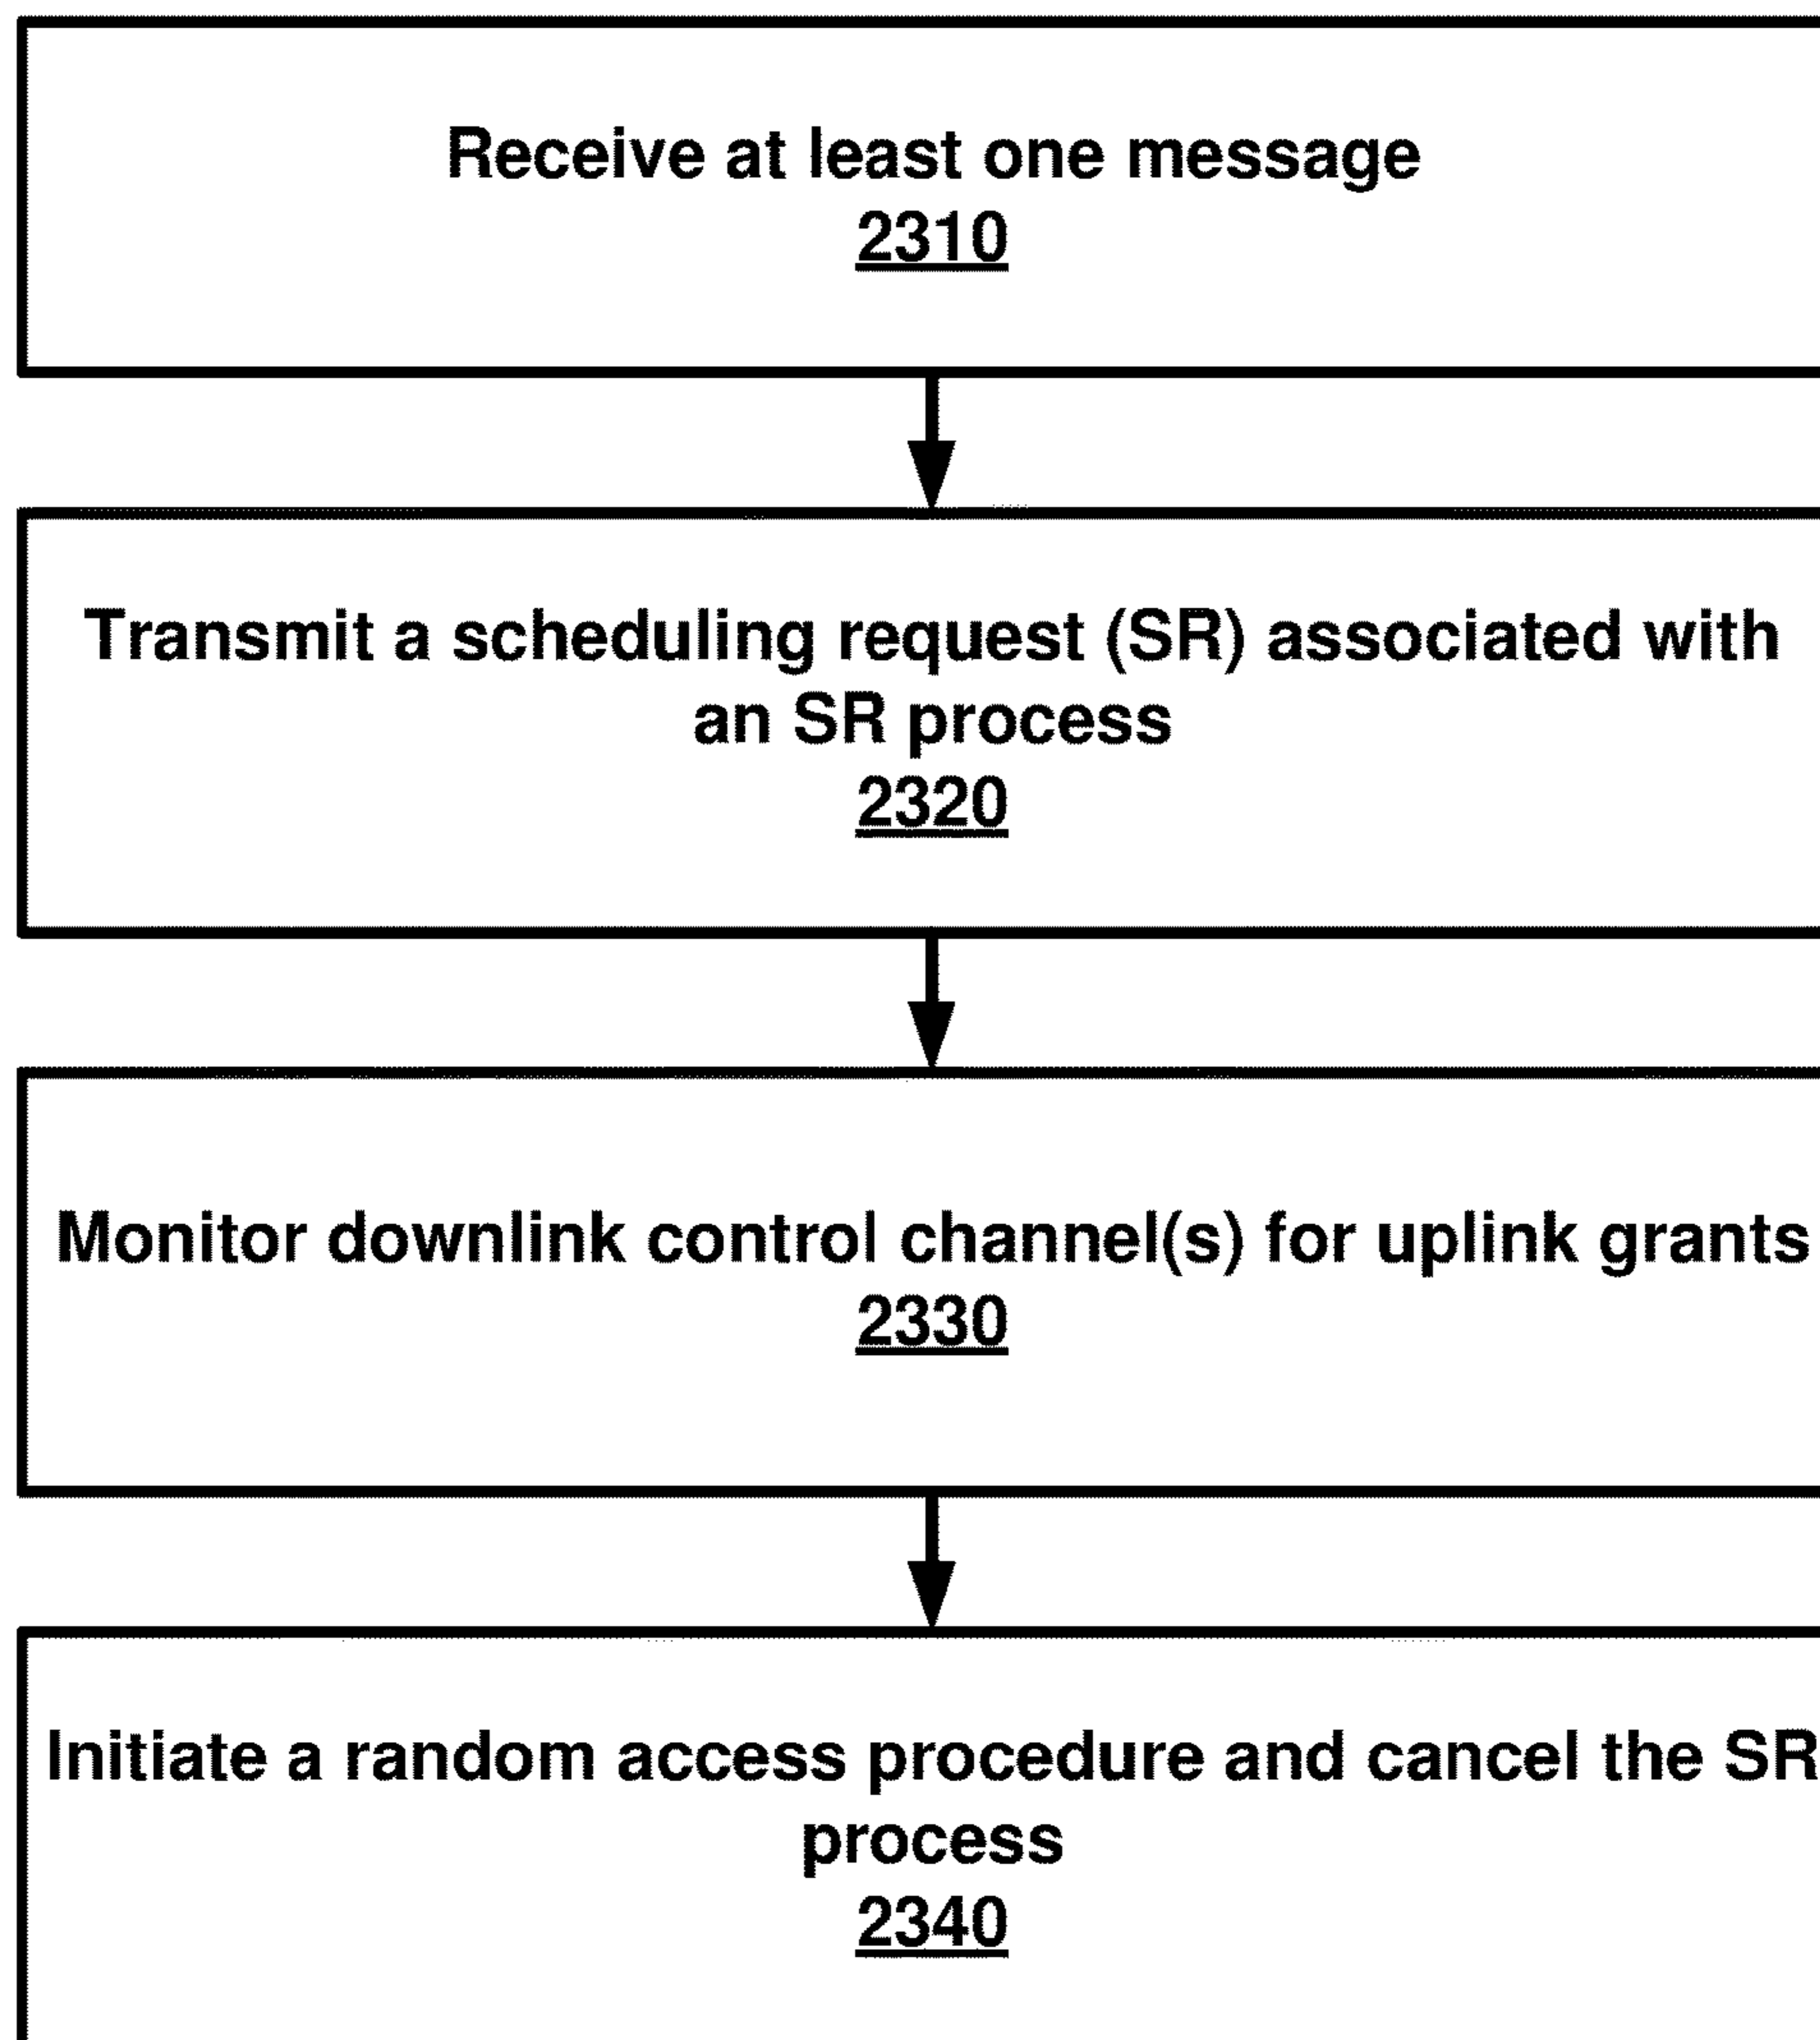 Receive at least one message
2310
Transmit a scheduling request (SR) associated with
an SR process
2320
Monitor downlink control channel(s) for uplink grants
2330
Initiate a random access procedure and cancel the SR
process
2340